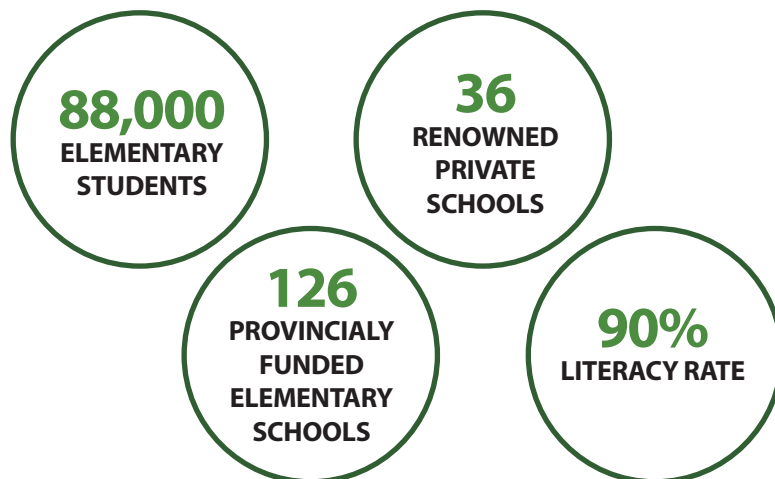 88,000
ELEMENTARY
STUDENTS
36
RENOWNED
PRIVATE
SCHOOLS
126
PROVINCIALY
FUNDED
ELEMENTARY
SCHOOLS
90%
LITERACY RATE